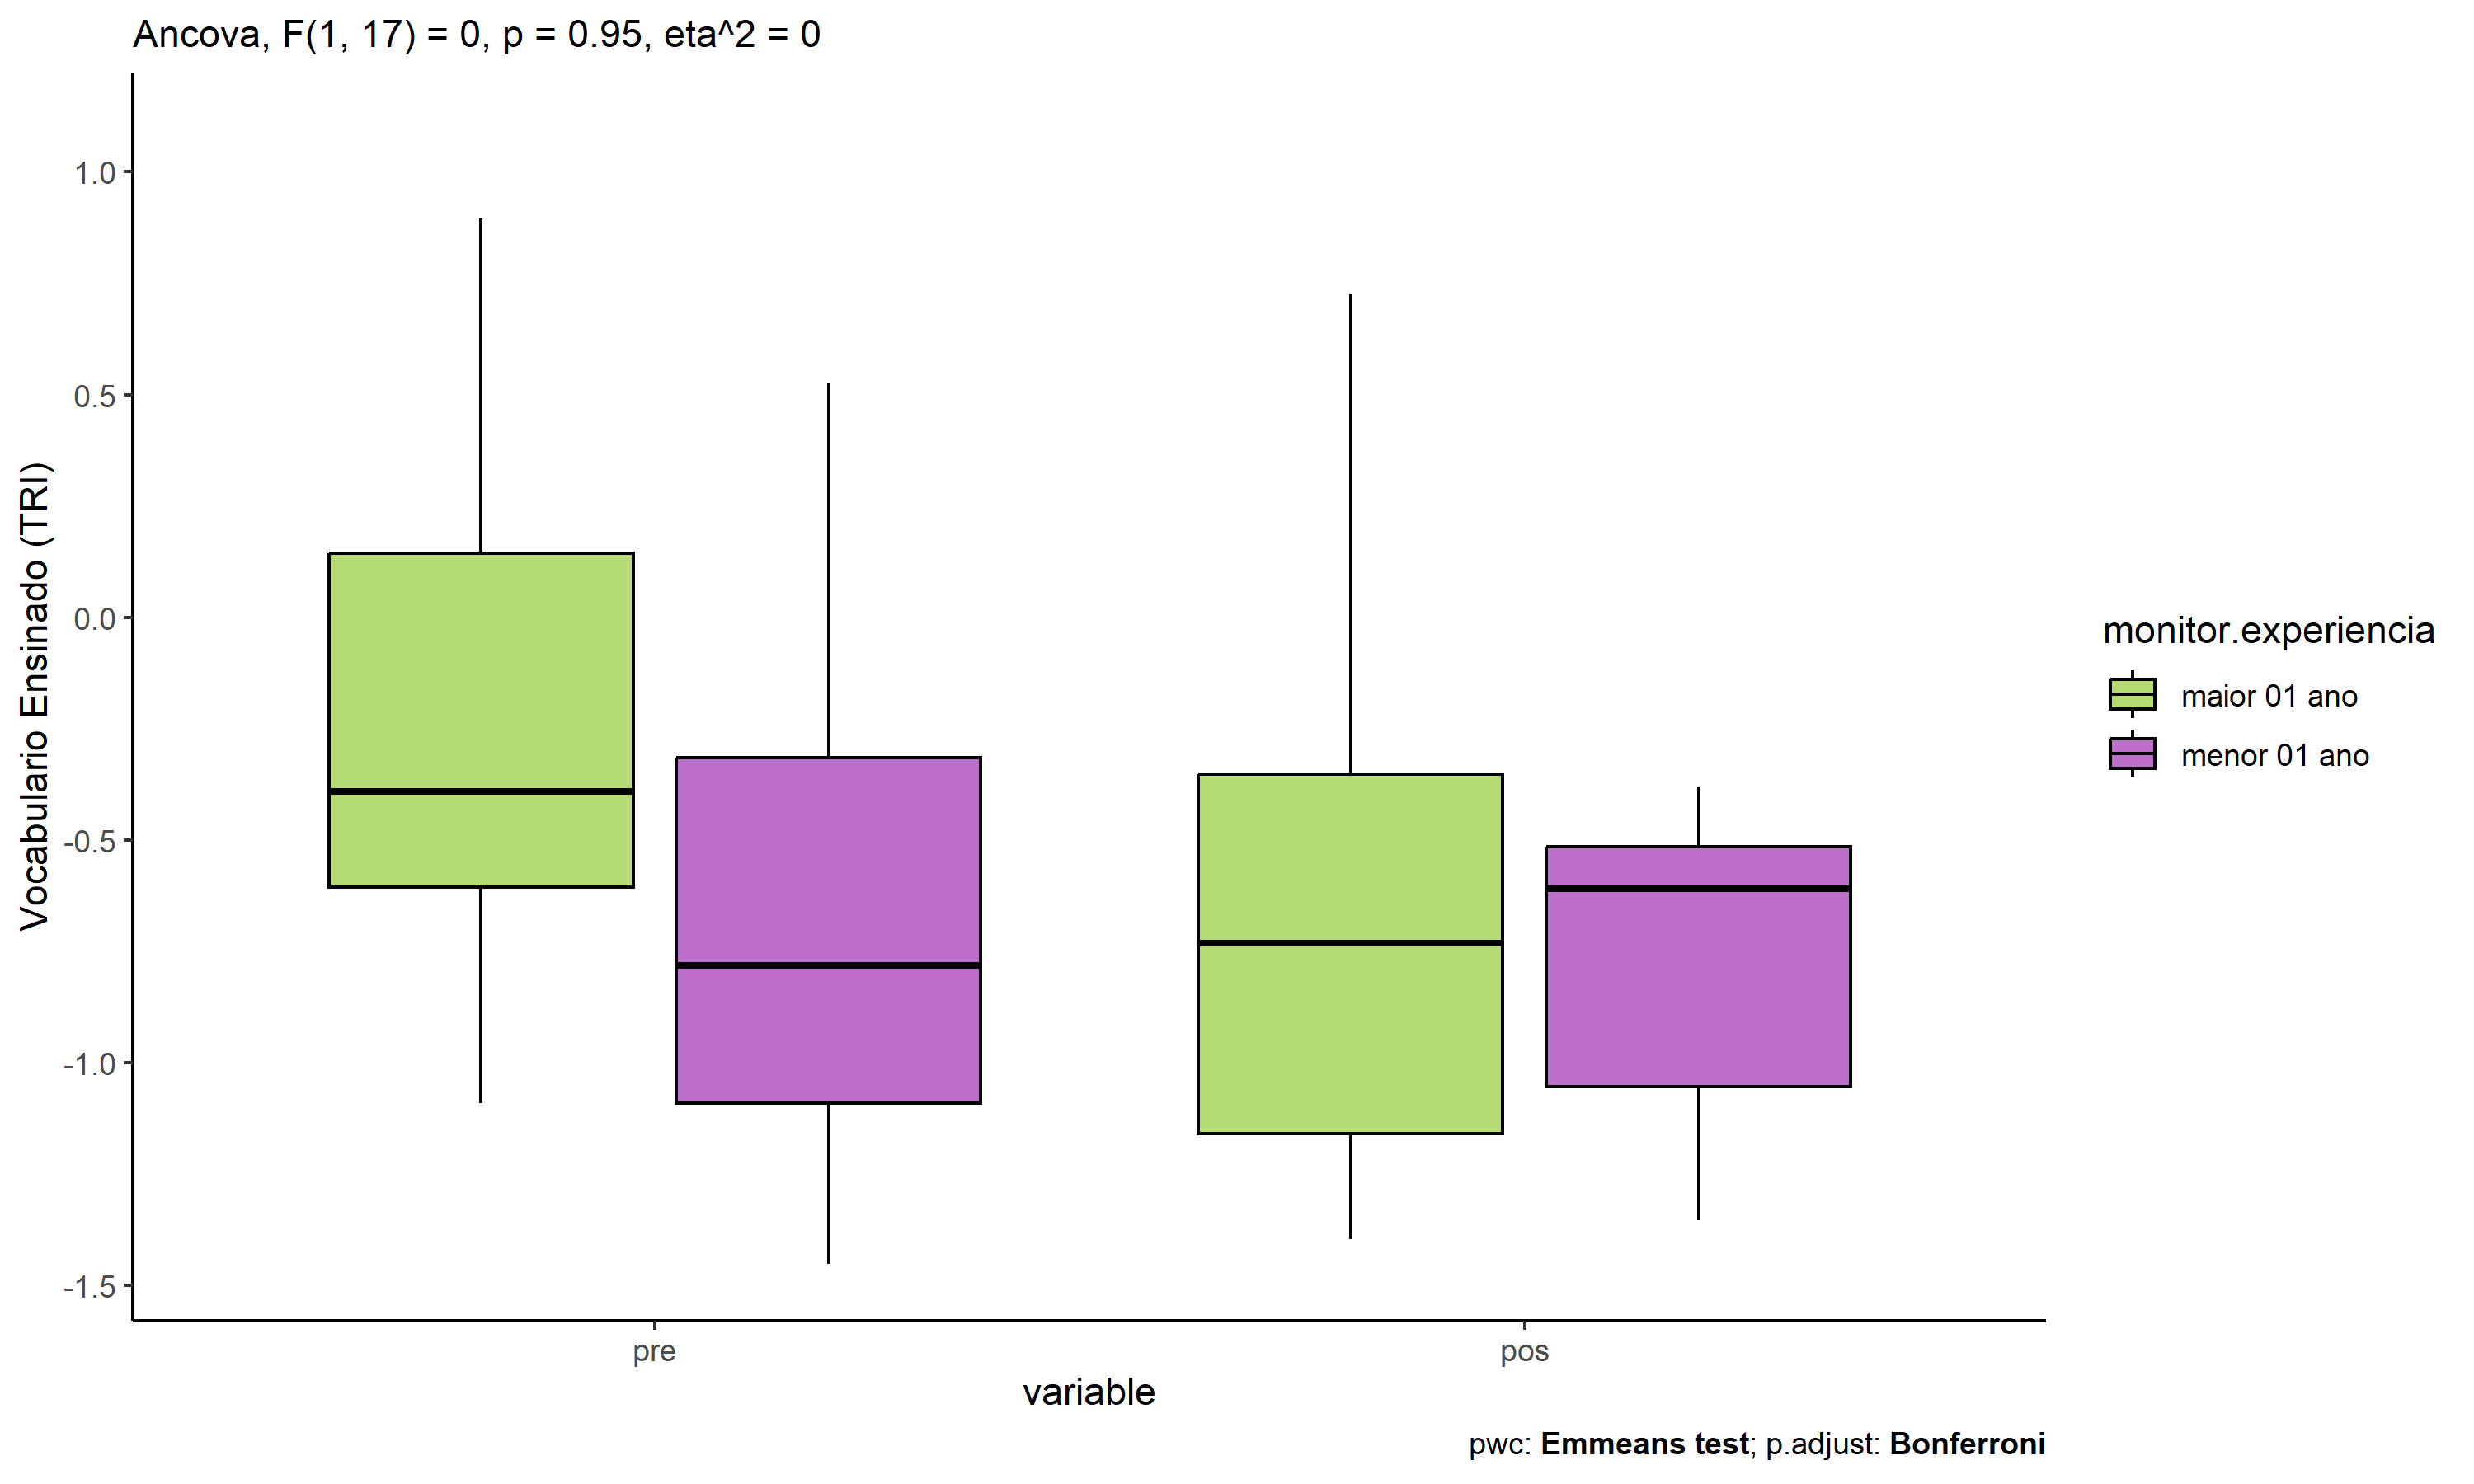 Ancova, F(1, 17) = 0, p = 0.95, eta^2 = 0
Vocabulario Ensinado (TRI)
1.0
0.5
0.0
-0.5
-1.0
-1.5
pre
pos
variable
monitor.experiencia
maior 01 ano
menor 01 ano
pwc: Emmeans test; p.adjust: Bonferroni